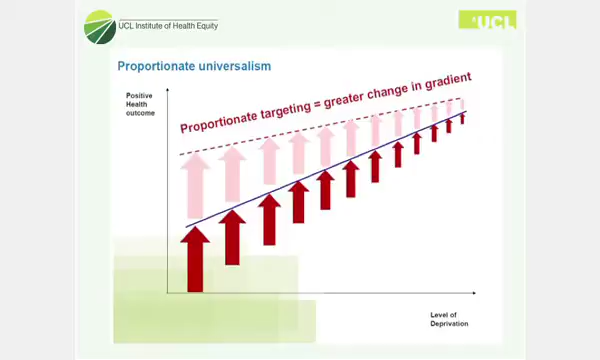 UCL Institute of Health Equity
UCL
Proportionate universalism
Positive
Health
outcome
Proportionate targeting = greater change in gradient
Level of
Deprivation